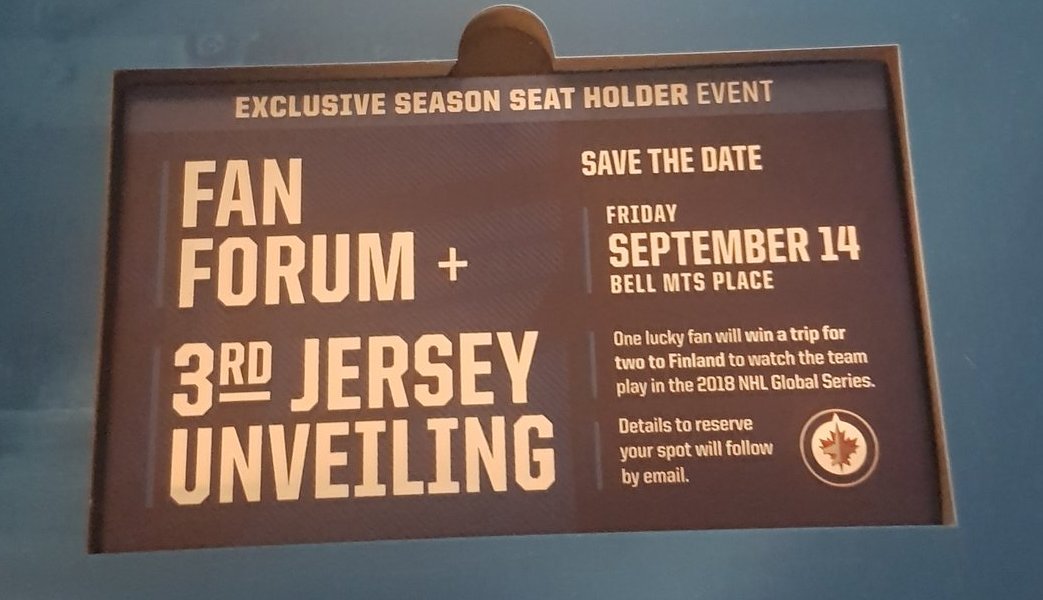 EXCLUSIVE SEASON SEAT HOLDER EVENT
FAN
FORUM +
3RD JERSEY
UNVEILING
SAVE THE DATE
FRIDAY
SEPTEMBER 14
BELL MTS PLACE
One lucky fan will win a trip for
two to Finland to watch the team
play in the 2018 NHL Global Series.
Details to reserve
your spot will follow
by email.